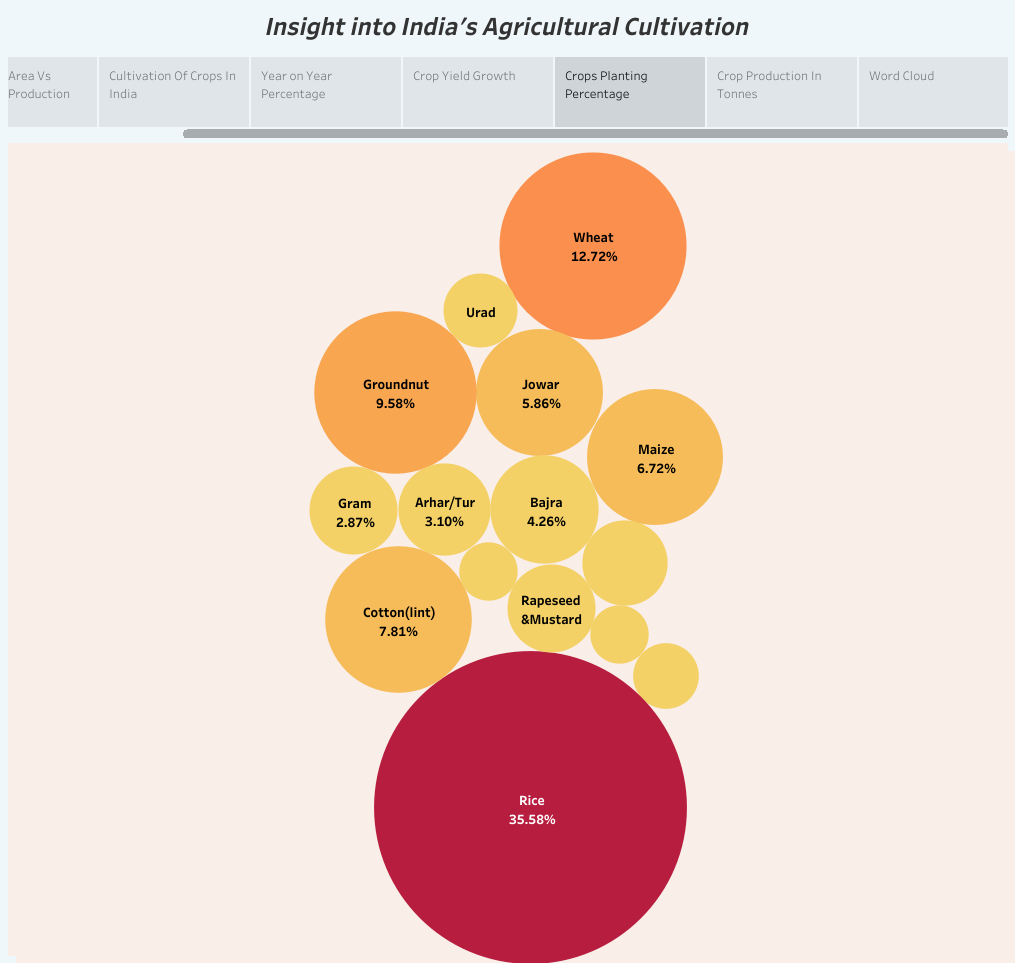 Insight into India's Agricultural Cultivation
Area Vs
Production
Cultivation Of Crops In
India
Year on Year
Percentage
Crop Yield Growth
Crops Planting
Percentage
Crop Production In
Tonnes
Word Cloud
Wheat
12.72%
Urad
Groundnut
9.58%
Jowar
5.86%
Maize
6.72%
Gram
2.87%
Arhar/Tur
3.10%
Bajra
4.26%
Rapeseed
&Mustard
Cotton(lint)
7.81%
Rice
35.58%